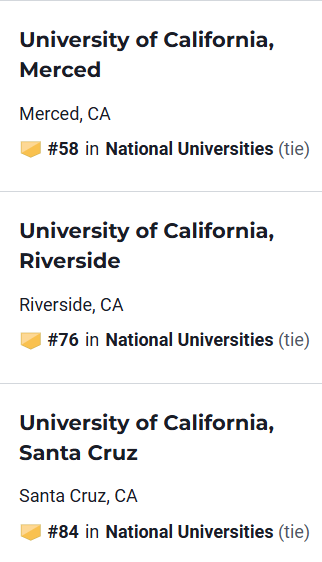 University of California,
Merced
Merced, CA
#58 in National Universities (tie)
University of California,
Riverside
Riverside, CA
#76 in National Universities (tie)
University of California,
Santa Cruz
Santa Cruz, CA
#84 in National Universities (tie)